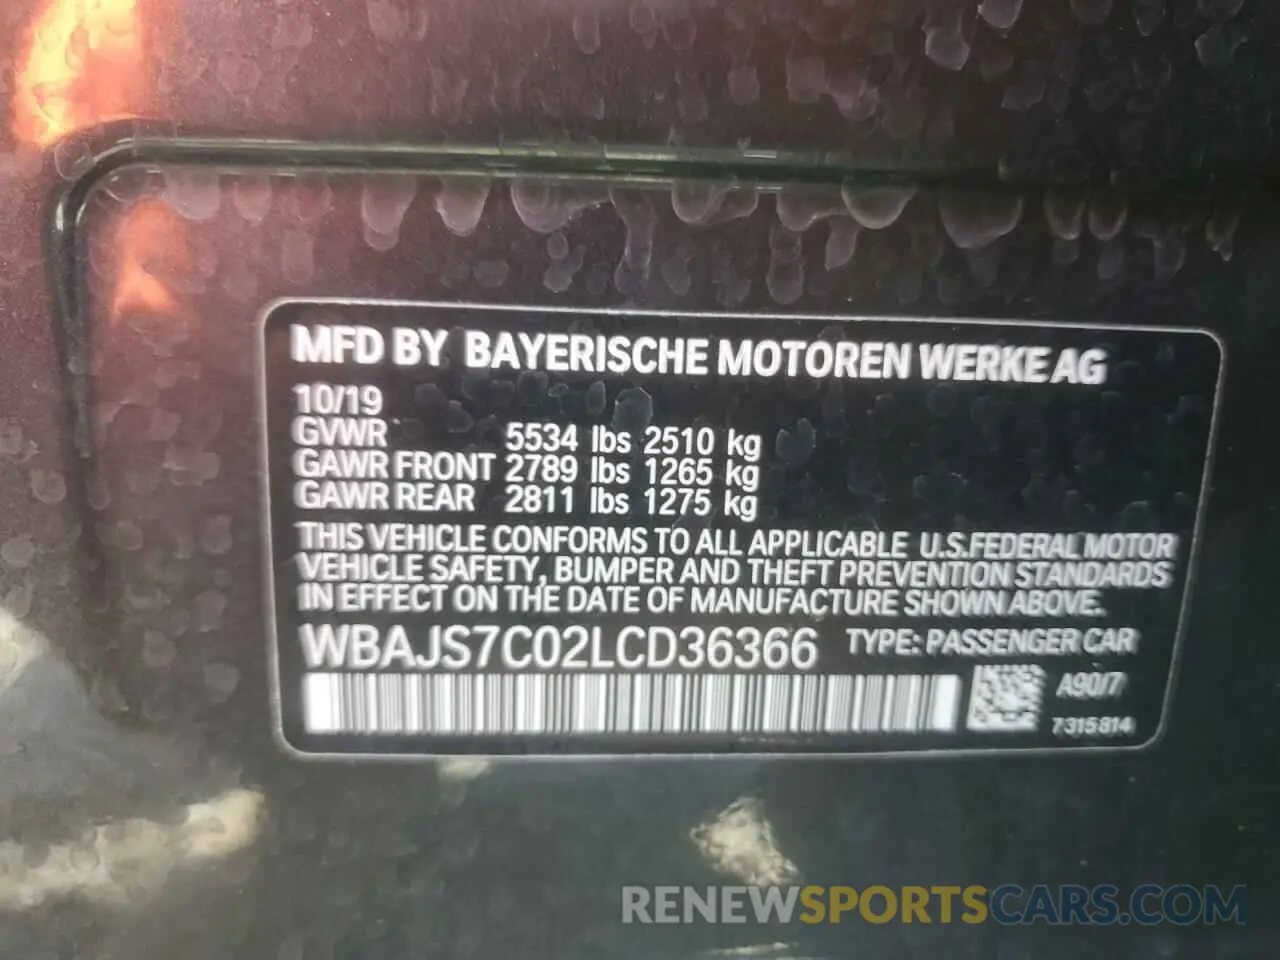 MFD BY BAYERISCHE MOTOREN WERKE AG
10/19
GVWR 5534 lbs 2510 kg
GAWR FRONT 2789 lbs 1265 kg
GAWR REAR 2811 lbs 1275 kg
THIS VEHICLE CONFORMS TO ALL APPLICABLE U.S.FEDERAL MOTOR
VEHICLE SAFETY, BUMPER AND THEFT PREVENTION STANDARDS
IN EFFECT ON THE DATE OF MANUFACTURE SHOWN ABOVE.
WBAJS7C02LCD36366 TYPE: PASSENGER CAR
A90/7
7315814
RENEWSPORTSCARS.COM